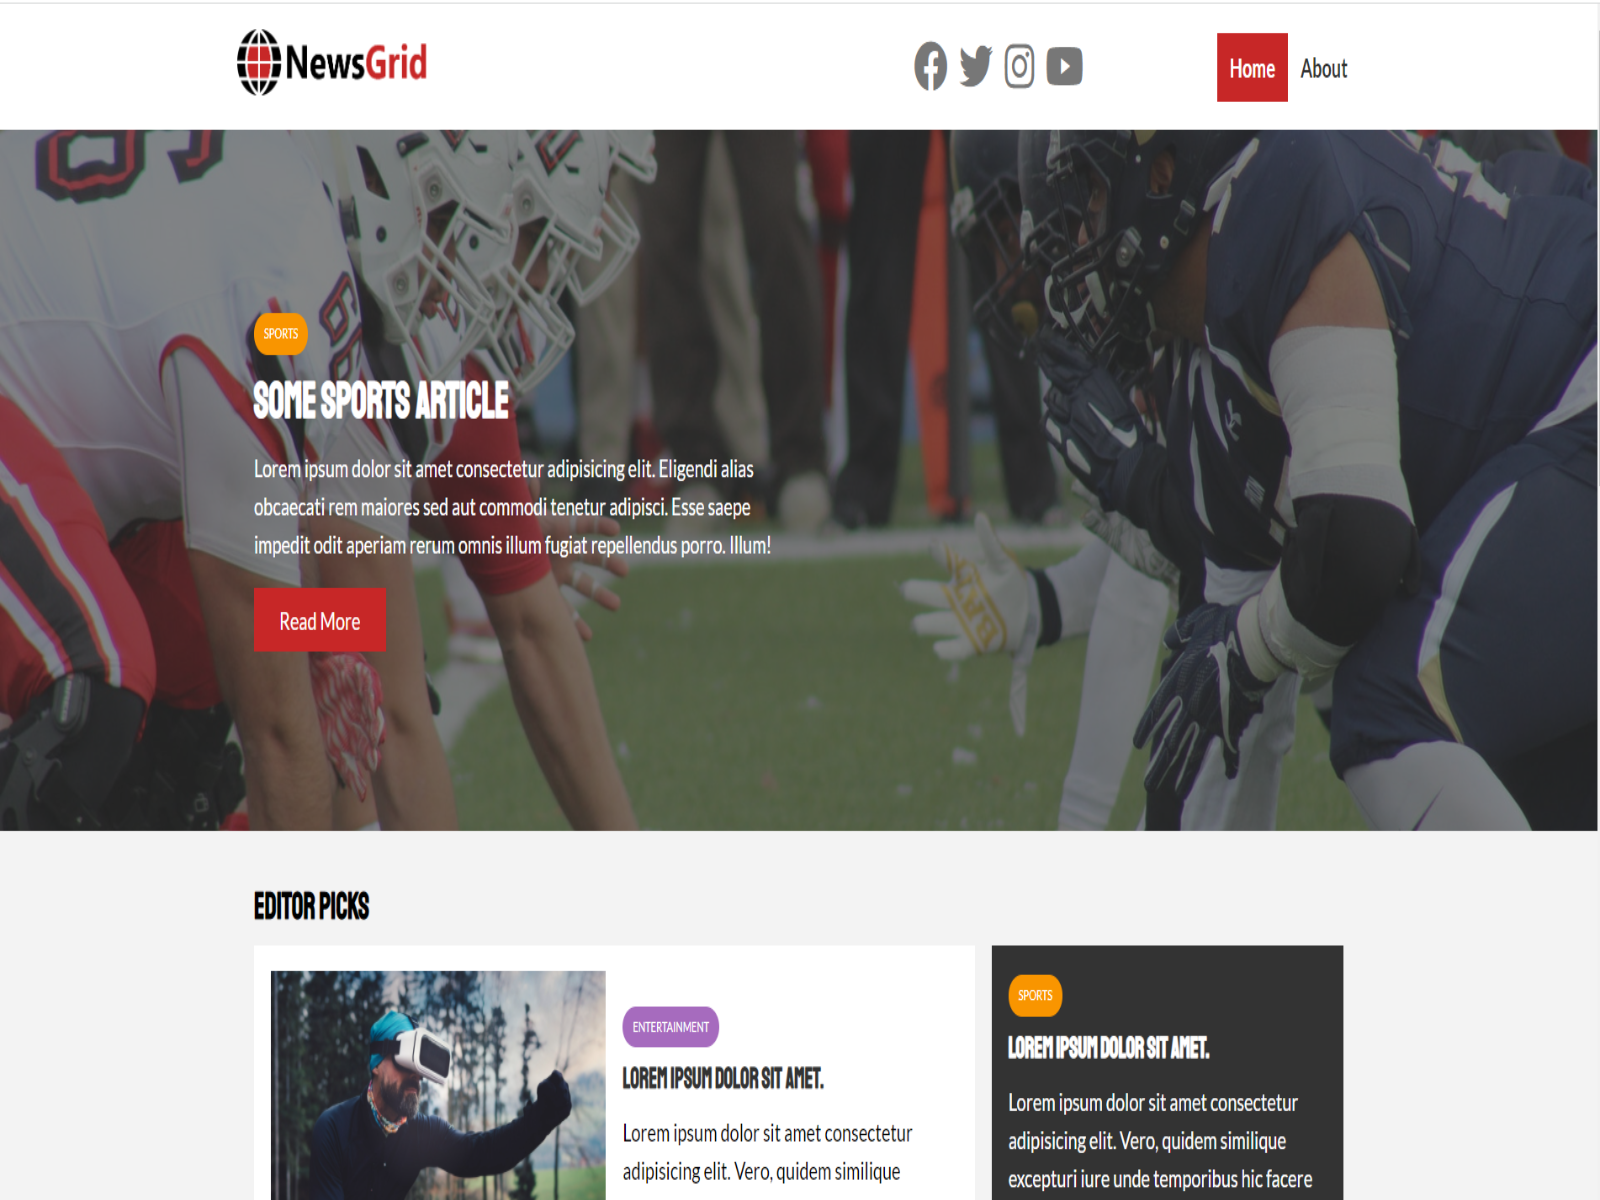 NewsGrid
Home
About
SPORTS
SOME SPORTS ARTICLE
Lorem ipsum dolor sit amet consectetur adipisicing elit. Eligendi alias
obcaecati rem maiores sed aut commodi tenetur adipisci. Esse saepe
impedit odit aperiam rerum omnis illum fugiat repellendus porro. Illum!
Read More
EDITOR PICKS
ENTERTAINMENT
LOREM IPSUM DOLOR SIT AMET.
Lorem ipsum dolor sit amet consectetur
adipisicing elit. Vero, quidem similique
SPORTS
LOREM IPSUM DOLOR SIT AMET.
Lorem ipsum dolor sit amet consectetur
adipisicing elit. Vero, quidem similique
excepturi iure unde temporibus hic facere